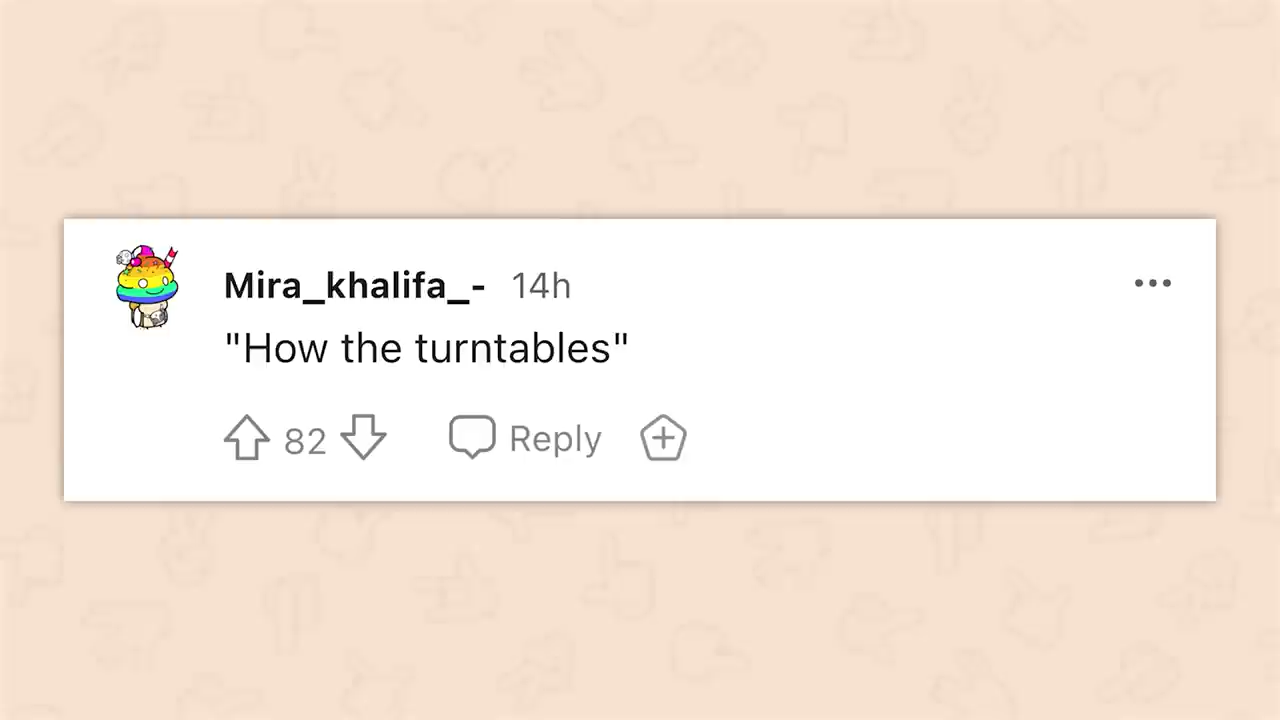 Mira_khalifa_- 14h
"How the turntables"
82 Reply